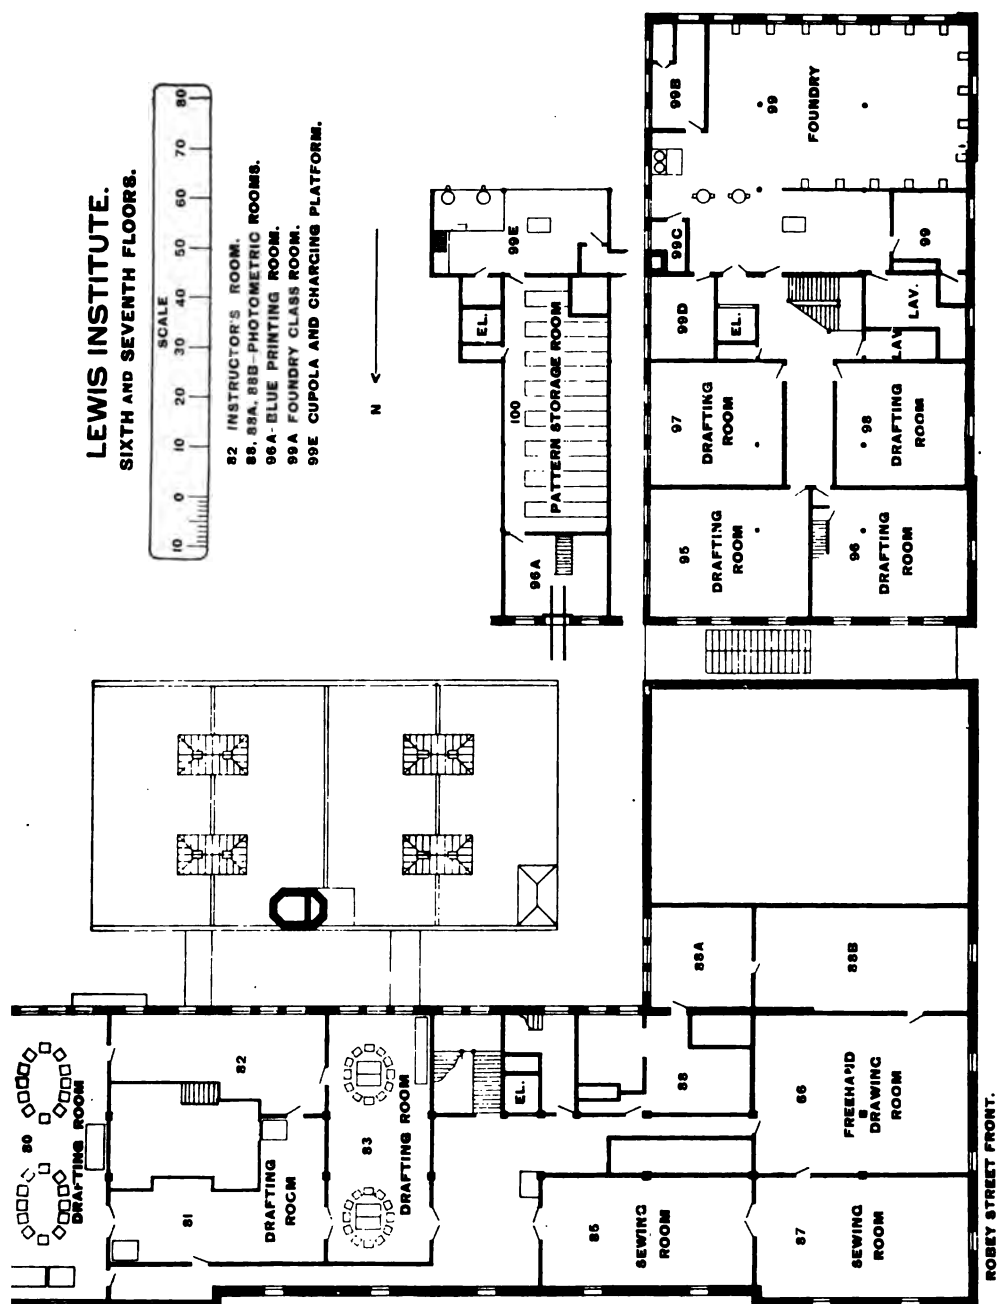 LEWIS INSTITUTE.
SIXTH AND SEVENTH FLOORS.
SCALE
10 0 10 20 30 40 50 60 70 80
82 INSTRUCTOR'S ROOM.
88. 88A. 88B-PHOTOMETRIC ROOMS.
96A-BLUE PRINTING ROOM.
99A FOUNDRY CLASS ROOM.
99E CUPOLA AND CHARGING PLATFORM.
N
99E
EL.
100
PATTERN STORAGE ROOM
96A
99B
99
FOUNDRY
99C
99
99D
EL.
LAV.
LAV
97
DRAFTING
ROOM
98
DRAFTING
ROOM
95
DRAFTING
ROOM
96
DRAFTING
ROOM
88A
88B
80
DRAFTING ROOM
82
81
DRAFTING
ROOM
83
DRAFTING ROOM
EL.
88
FREEHAND
DRAWING
ROOM
85
SEWING
ROOM
87
SEWING
ROOM
ROBEY STREET FRONT.